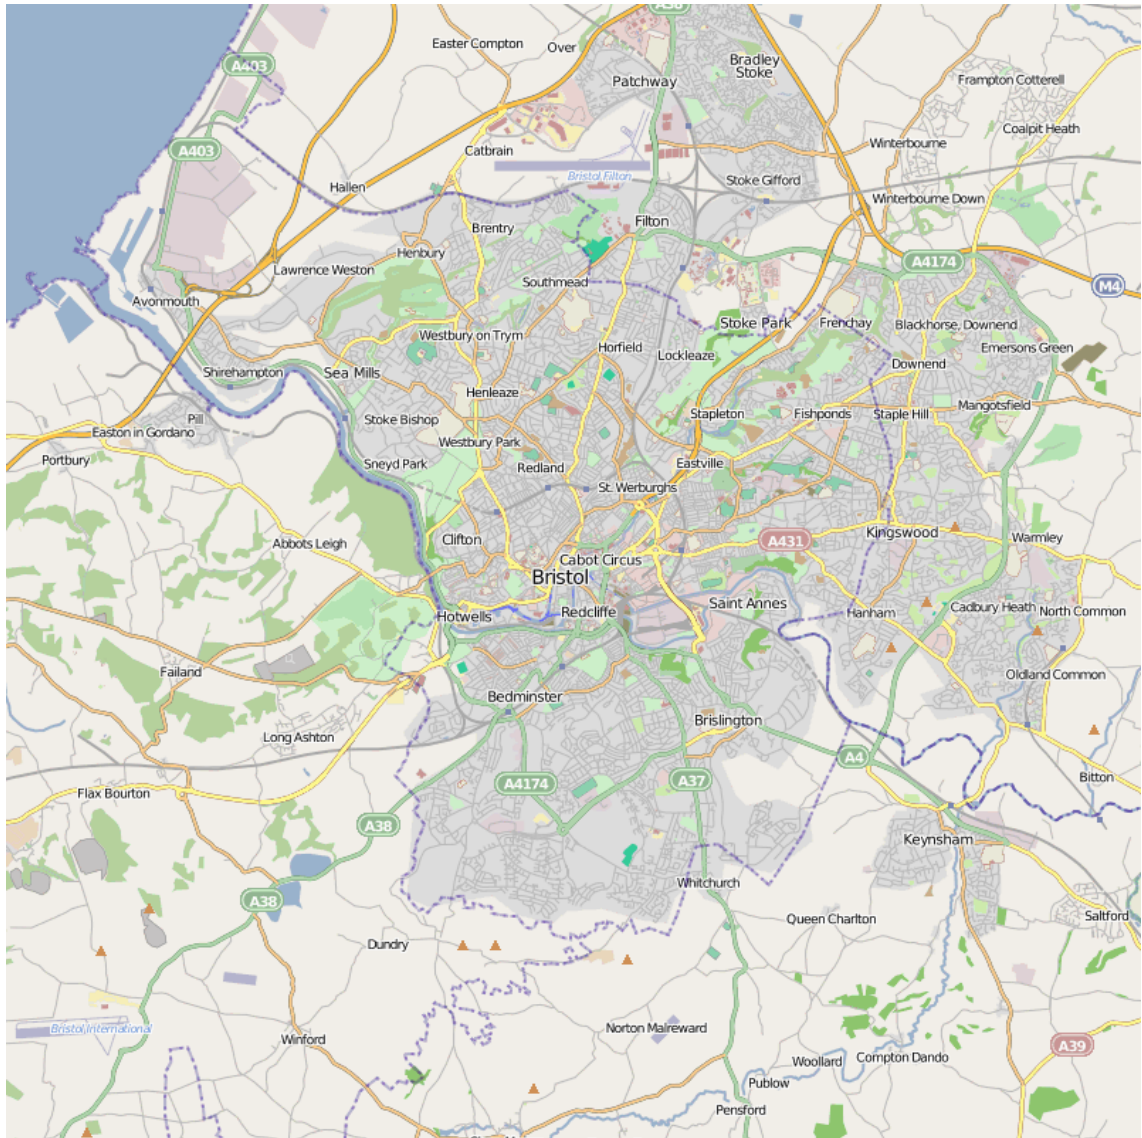 A38
Easter Compton
Over
Bradley
Stoke
A403
Patchway
Frampton Cotterell
Coalpit Heath
A403
Catbrain
Winterbourne
Bristol Filton
Stoke Gifford
Hallen
Winterbourne Down
Brentry
Filton
Henbury
A4174
Lawrence Weston
Southmead
M4
Avonmouth
Stoke Park
Frenchay
Blackhorse, Downend
Westbury on Trym
Horfield
Lockleaze
Emersons Green
Downend
Shirehampton
Sea Mills
Henleaze
Mangotsfield
Stapleton
Fishponds
Staple Hill
Pill
Stoke Bishop
Easton in Gordano
Westbury Park
Portbury
Sneyd Park
Redland
Eastville
St. Werburghs
Kingswood
Warmley
Abbots Leigh
Clifton
A431
Cabot Circus
Bristol
Saint Annes
Cadbury Heath
North Common
Hotwells
Redcliffe
Hanham
Failand
Oldland Common
Bedminster
Brislington
Long Ashton
A4
Bitton
A4174
A37
Flax Bourton
A38
Keynsham
Whitchurch
A38
Queen Charlton
Saltford
Dundry
Bristol International
Norton Malreward
Winford
A39
Compton Dando
Woollard
Publow
Pensford